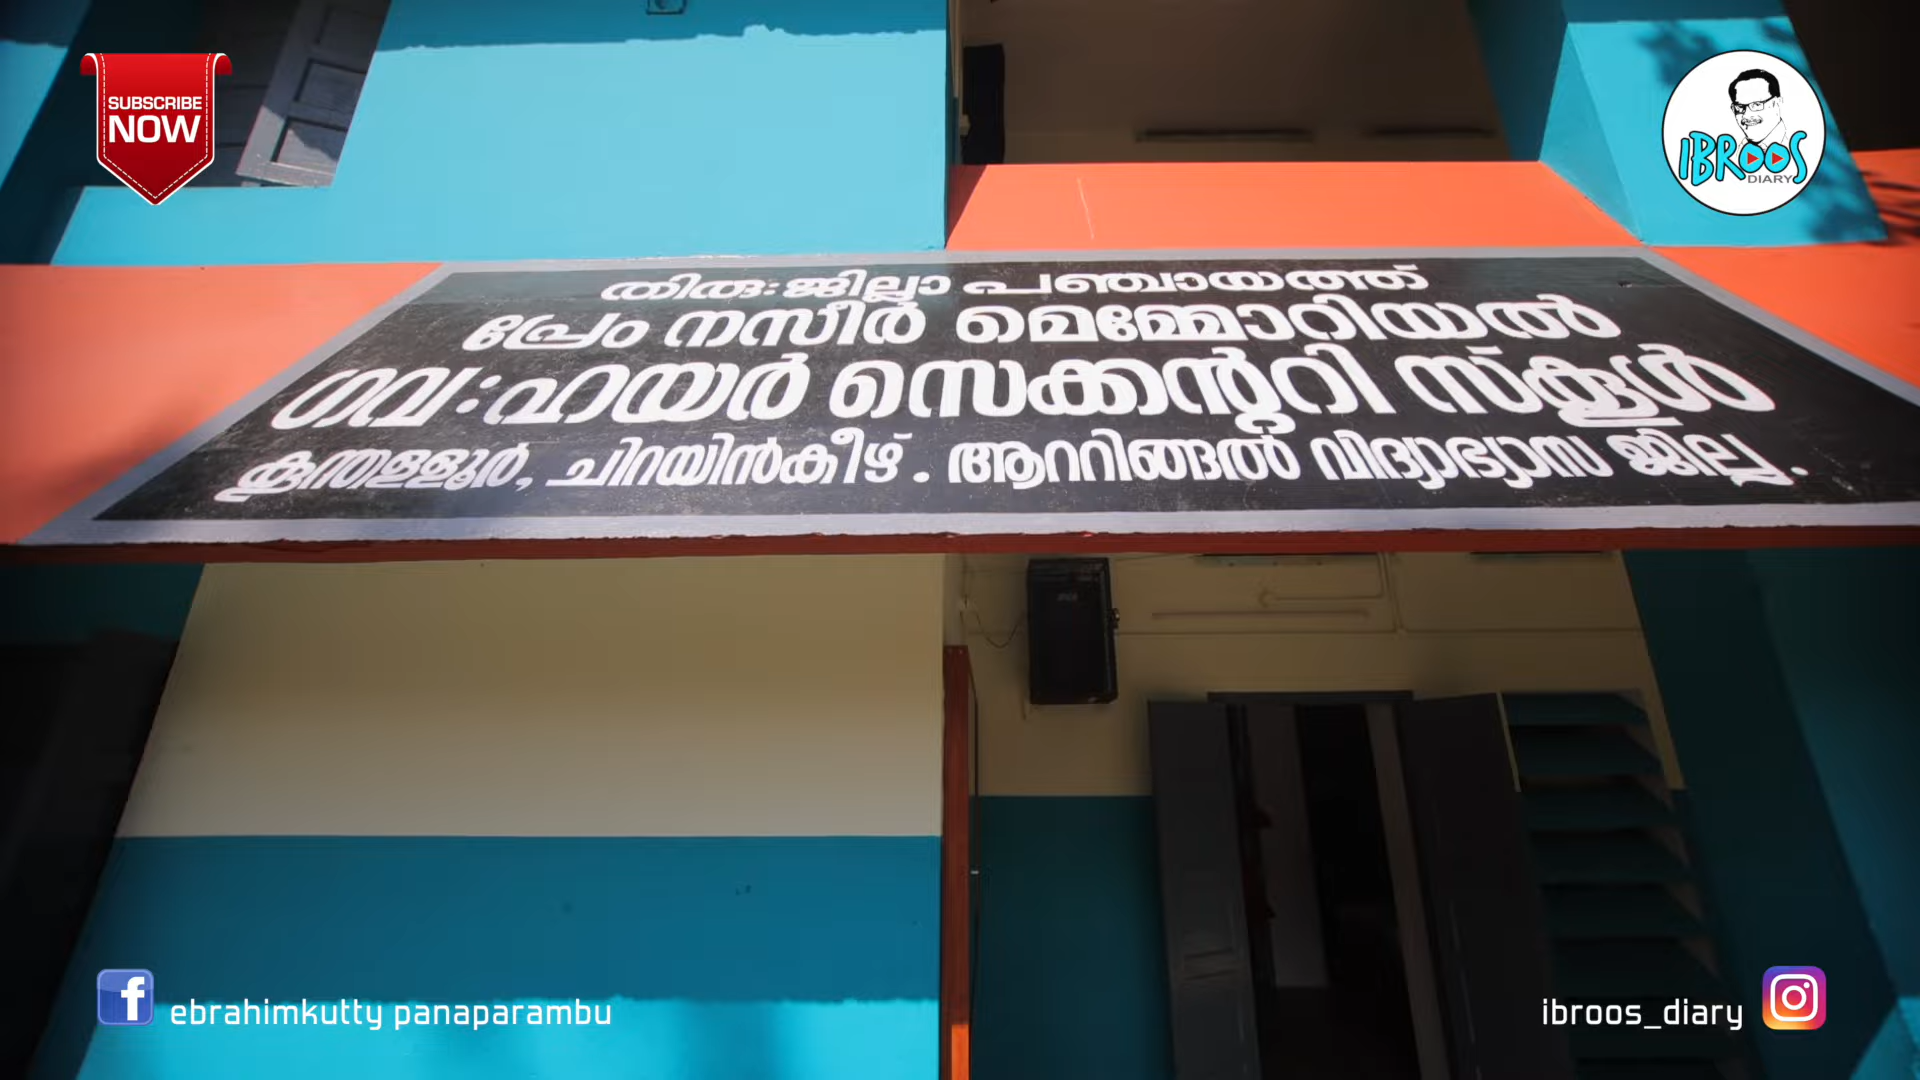 SUBSCRIBE
NOW
IBROOS
DIARY
തിരു:ജില്ലാ പഞ്ചായത്ത്
പ്രേം നസീർ മെമ്മോറിയൽ
ഗവ:ഹയർ സെക്കന്ററി സ്കൂൾ
കൂന്തള്ളൂർ, ചിറയിൻകീഴ്. ആററിങ്ങൽ വിദ്യാഭ്യാസ ജില്ല.
f ebrahimkutty panaparambu
ibroos_diary